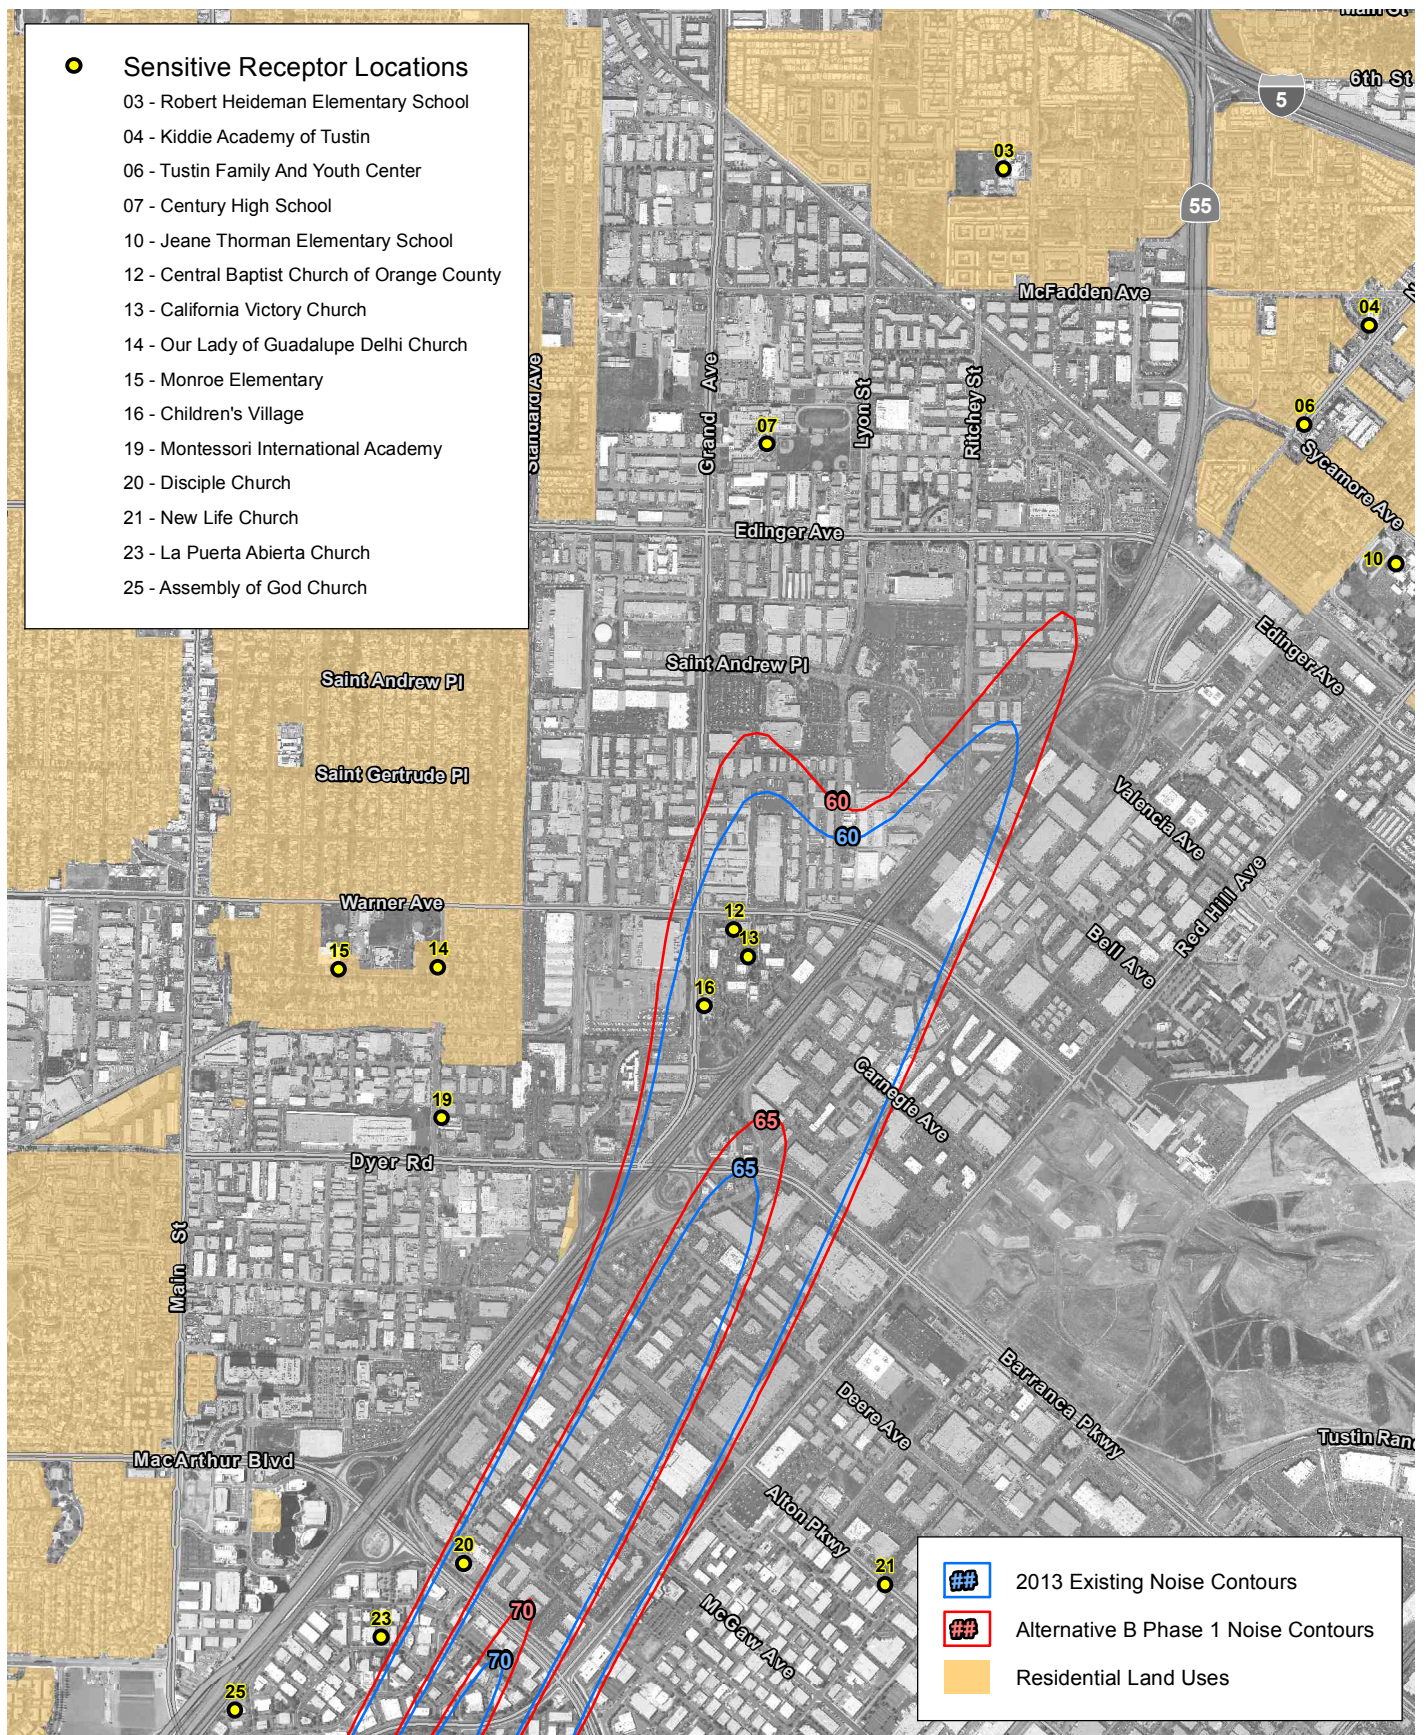 Main St
Sensitive Receptor Locations
03 - Robert Heideman Elementary School
04 - Kiddie Academy of Tustin
06 - Tustin Family And Youth Center
07 - Century High School
10 - Jeane Thorman Elementary School
12 - Central Baptist Church of Orange County
13 - California Victory Church
14 - Our Lady of Guadalupe Delhi Church
15 - Monroe Elementary
16 - Children's Village
19 - Montessori International Academy
20 - Disciple Church
21 - New Life Church
23 - La Puerta Abierta Church
25 - Assembly of God Church
6th St
5
03
55
McFadden Ave
04
N
Standard Ave
Grand Ave
Lyon St
Ritchey St
06
07
Sycamore Ave
Edinger Ave
10
Edinger Ave
Saint Andrew Pl
Saint Andrew Pl
Saint Gertrude Pl
Valencia Ave
60
60
Red Hill Ave
Warner Ave
12
13
Bell Ave
15
14
16
Carnegie Ave
19
65
Dyer Rd
65
Main St
Barranca Pkwy
Deere Ave
MacArthur Blvd
Tustin Ranc
Alton Pkwy
20
21
70
McGaw Ave
23
70
25
## 2013 Existing Noise Contours
## Alternative B Phase 1 Noise Contours
Residential Land Uses